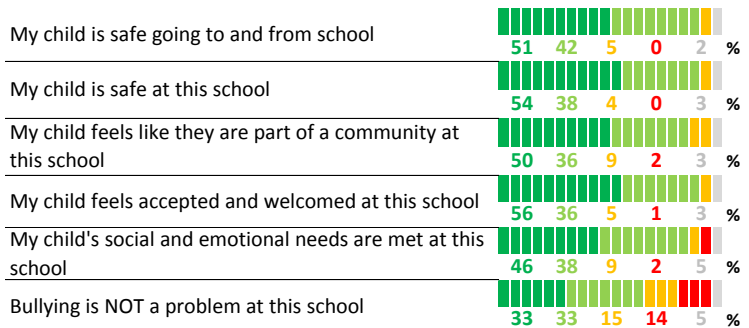 My child is safe going to and from school
51 42 5 0 2 %
My child is safe at this school
54 38 4 0 3 %
My child feels like they are part of a community at
this school
50 36 9 2 3 %
My child feels accepted and welcomed at this school
56 36 5 1 3 %
My child's social and emotional needs are met at this
school
46 38 9 2 5 %
Bullying is NOT a problem at this school
33 33 15 14 5 %